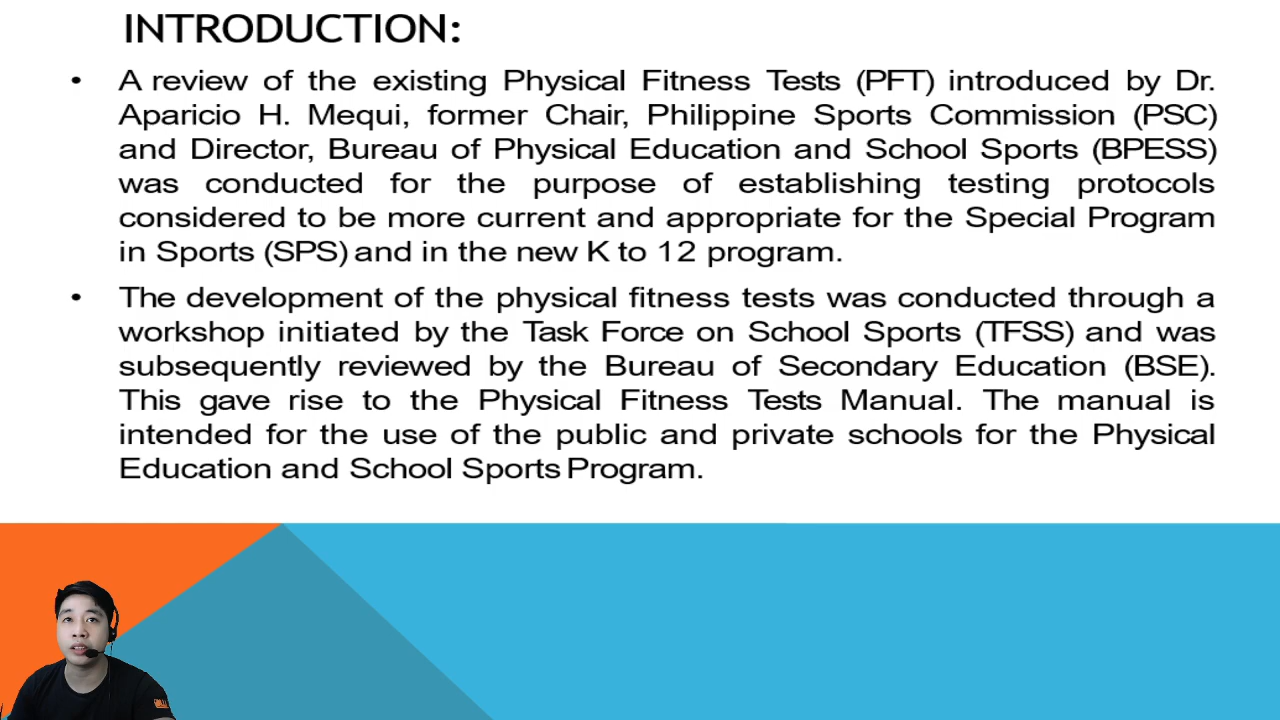 INTRODUCTION:
• A review of the existing Physical Fitness Tests (PFT) introduced by Dr.
Aparicio H. Mequi, former Chair, Philippine Sports Commission (PSC)
and Director, Bureau of Physical Education and School Sports (BPESS)
was conducted for the purpose of establishing testing protocols
considered to be more current and appropriate for the Special Program
in Sports (SPS) and in the new K to 12 program.
• The development of the physical fitness tests was conducted through a
workshop initiated by the Task Force on School Sports (TFSS) and was
subsequently reviewed by the Bureau of Secondary Education (BSE).
This gave rise to the Physical Fitness Tests Manual. The manual is
intended for the use of the public and private schools for the Physical
Education and School Sports Program.